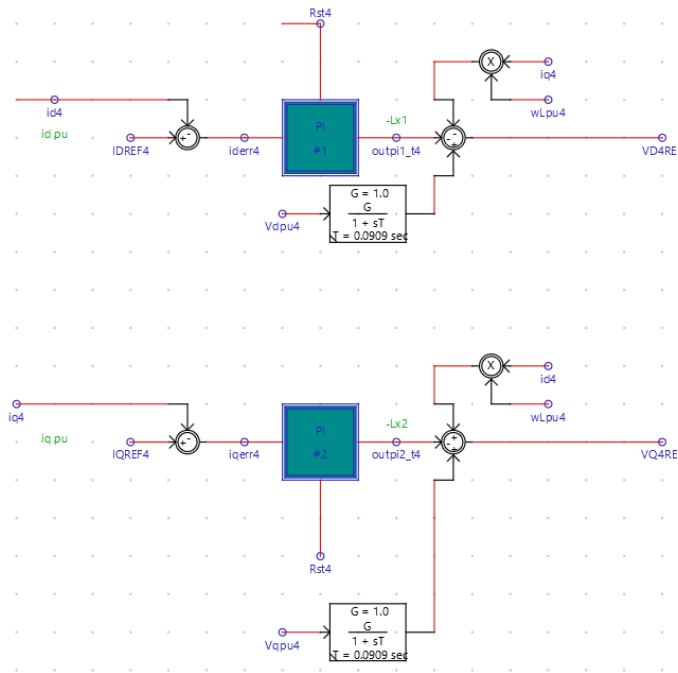 Rst4
X
iq4
id4
wLpu4
id.pu
PI
-Lx1
IDREF4
iderr4
#1
outpi1_t4
VD4RE
G = 1.0
Vdpu4
G
1 + sT
T = 0.0909 sec
X
id4
iq4
wLpu4
iq.pu
PI
-Lx2
IQREF4
iqerr4
#2
outpi2_t4
VQ4RE
Rst4
G = 1.0
Vqpu4
G
1 + sT
T = 0.0909 sec